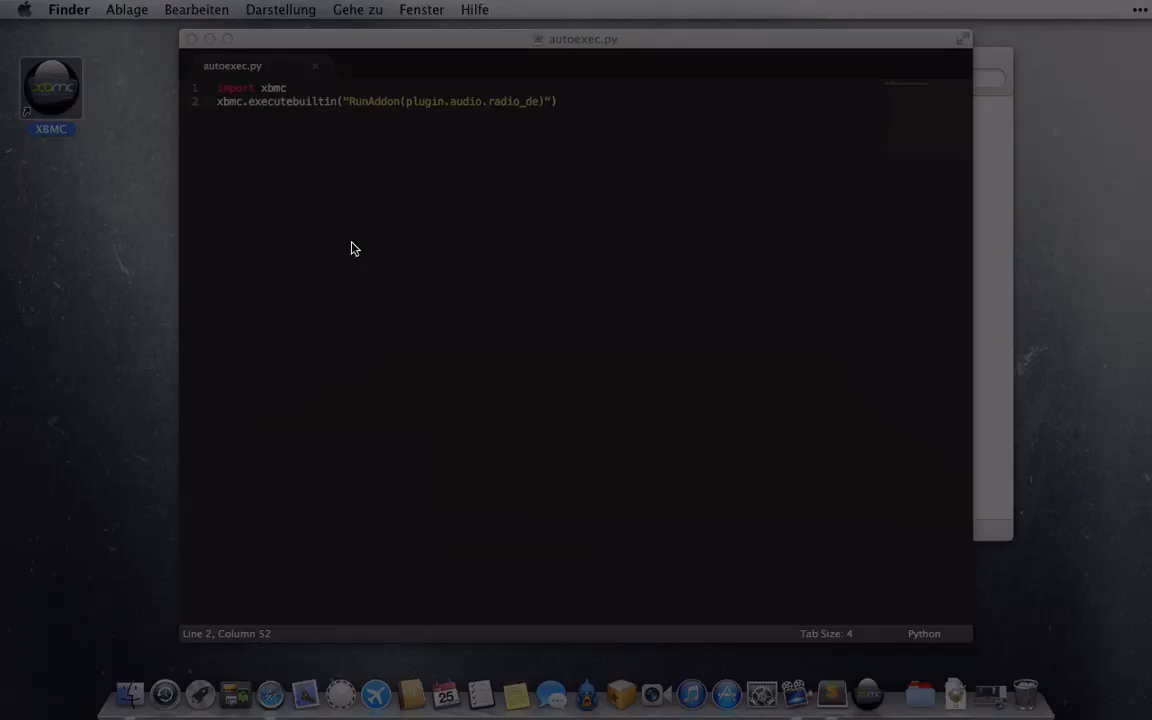 Finder Ablage Bearbeiten Darstellung Gehe zu Fenster Hilfe
autoexec.py
autoexec.py
1 import xbmc
2 xbmc.executebuiltin("RunAddon(plugin.audio.radio_de)")
XBMC
Line 2, Column 52 Tab Size: 4 Python
25